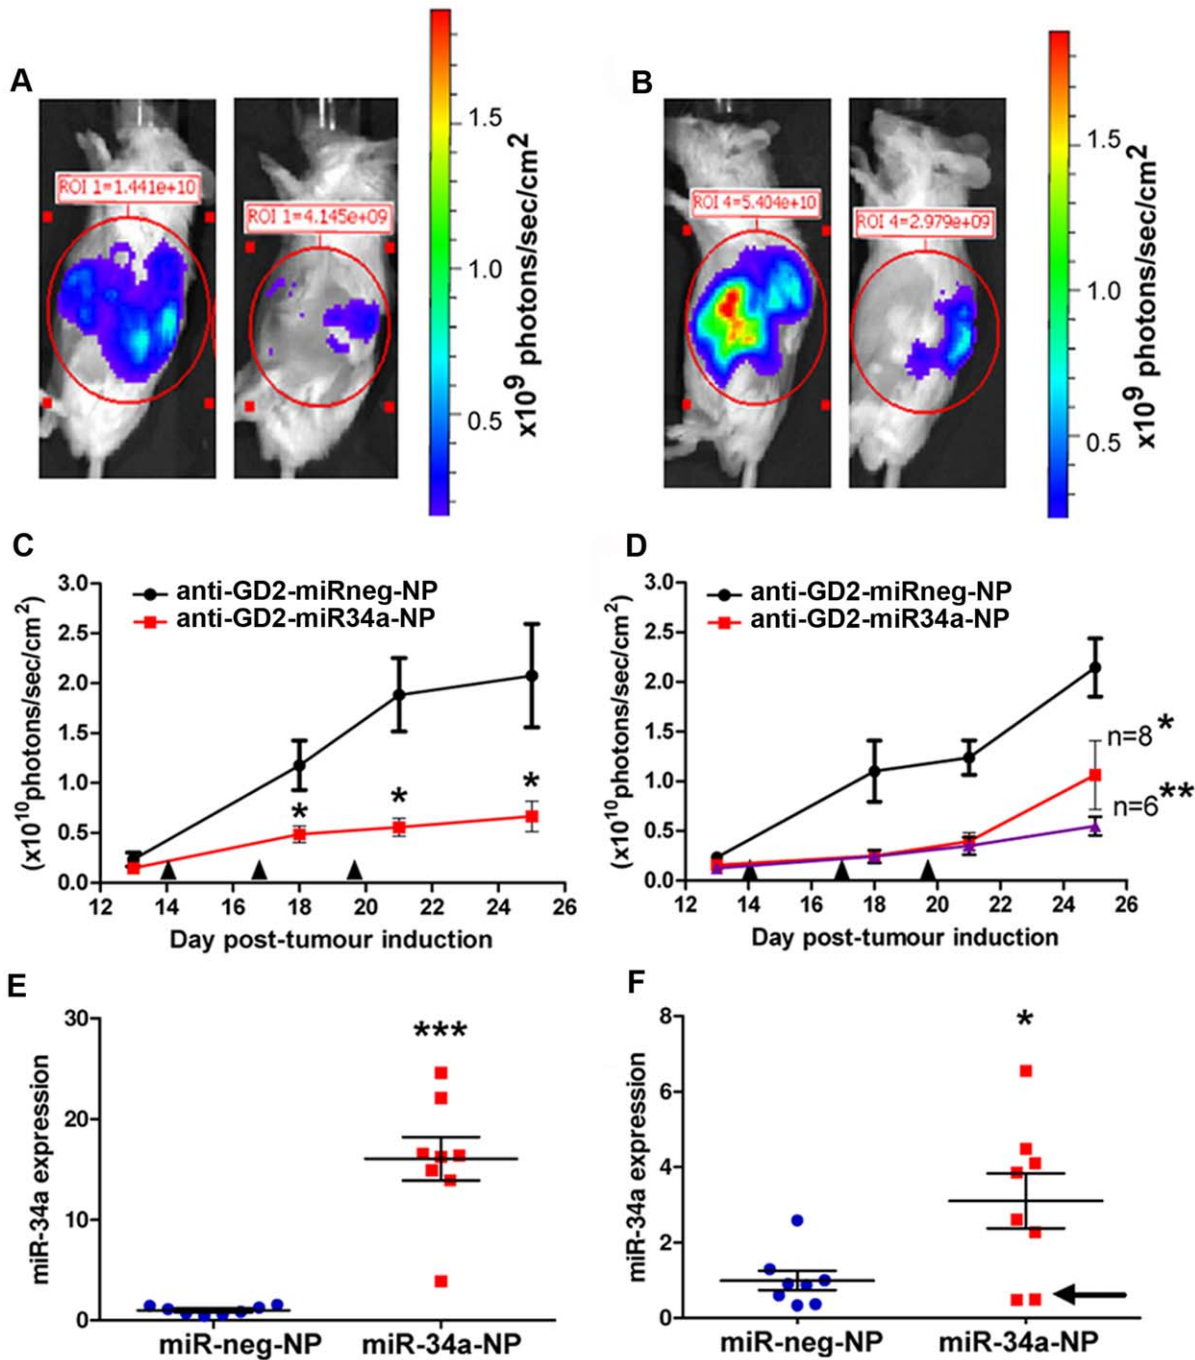 A
ROI 1=1.441e+10
ROI 1=4.145e+09
1.5
1.0
0.5
x10⁹ photons/sec/cm²
B
ROI 4=5.404e+10
ROI 4=2.979e+09
1.5
1.0
0.5
x10⁹ photons/sec/cm²
C
anti-GD2-miRneg-NP
anti-GD2-miR34a-NP
(x10¹⁰photons/sec/cm²)
3.0
2.5
2.0
1.5
1.0
0.5
0.0
*
*
*
12 14 16 18 20 22 24 26
Day post-tumour induction
D
anti-GD2-miRneg-NP
anti-GD2-miR34a-NP
(x10¹⁰photons/sec/cm²)
3.0
2.5
2.0
1.5
1.0
0.5
0.0
n=8*
n=6**
12 14 16 18 20 22 24 26
Day post-tumour induction
E
miR-34a expression
30
20
10
0
***
miR-neg-NP miR-34a-NP
F
miR-34a expression
8
6
4
2
0
*
miR-neg-NP miR-34a-NP